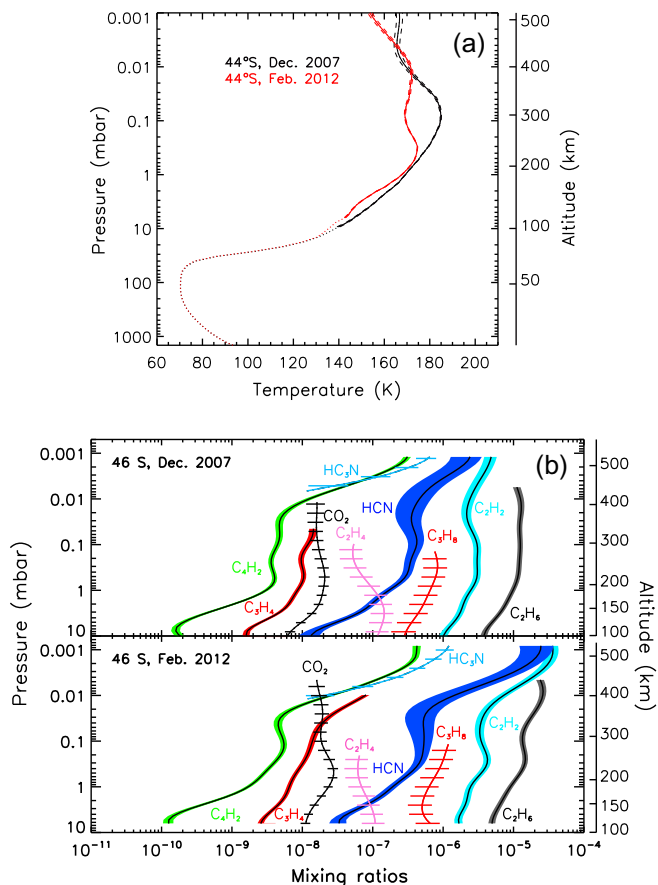 (a)
44°S, Dec. 2007
44°S, Feb. 2012
Pressure (mbar)
0.001
0.01
0.1
1
10
100
1000
Altitude (km)
500
400
300
200
100
50
60 80 100 120 140 160 180 200
Temperature (K)
(b)
46 S, Dec. 2007
Pressure (mbar)
0.001
0.01
0.1
1
10
Altitude (km)
500
400
300
200
150
100
HC₃N
CO₂
HCN
C₂H₂
C₂H₄
C₃H₈
C₄H₂
C₃H₄
C₂H₆
46 S, Feb. 2012
Pressure (mbar)
0.001
0.01
0.1
1
10
Altitude (km)
500
400
300
200
150
100
CO₂
HC₃N
C₂H₂
C₂H₄
C₃H₈
HCN
C₄H₂
C₃H₄
C₂H₆
10⁻¹¹ 10⁻¹⁰ 10⁻⁹ 10⁻⁸ 10⁻⁷ 10⁻⁶ 10⁻⁵ 10⁻⁴
Mixing ratios